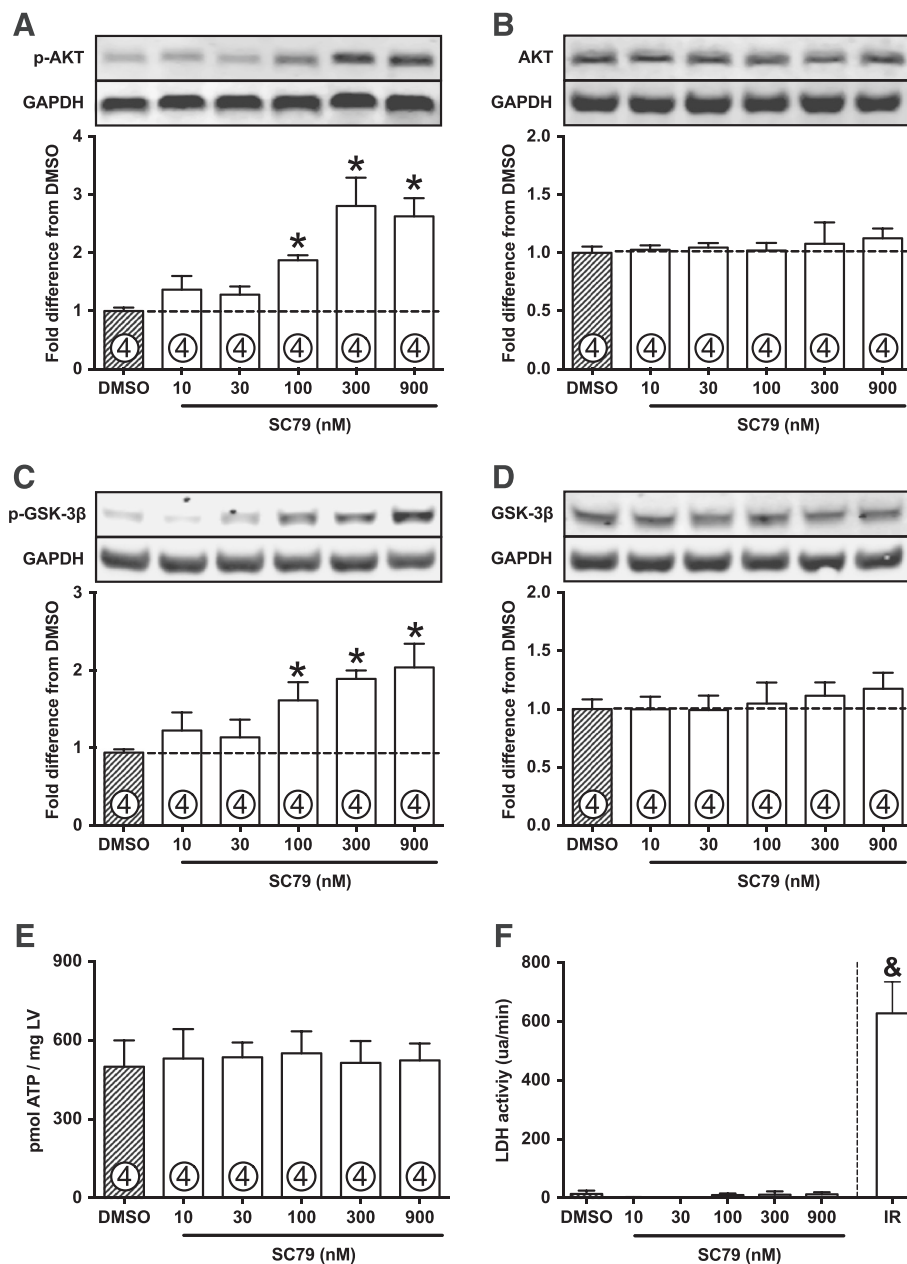 A
p-AKT
GAPDH
Fold difference from DMSO
4
3
2
1
0
* * *
4 4 4 4 4 4
DMSO 10 30 100 300 900
SC79 (nM)
B
AKT
GAPDH
Fold difference from DMSO
2.0
1.5
1.0
0.5
0.0
4 4 4 4 4 4
DMSO 10 30 100 300 900
SC79 (nM)
C
p-GSK-3β
GAPDH
Fold difference from DMSO
3
2
1
0
* * *
4 4 4 4 4 4
DMSO 10 30 100 300 900
SC79 (nM)
D
GSK-3β
GAPDH
Fold difference from DMSO
2.0
1.5
1.0
0.5
0.0
4 4 4 4 4 4
DMSO 10 30 100 300 900
SC79 (nM)
E
pmol ATP / mg LV
900
600
300
0
4 4 4 4 4 4
DMSO 10 30 100 300 900
SC79 (nM)
F
LDH activiy (ua/min)
800
600
400
200
0
&
DMSO 10 30 100 300 900 IR
SC79 (nM)